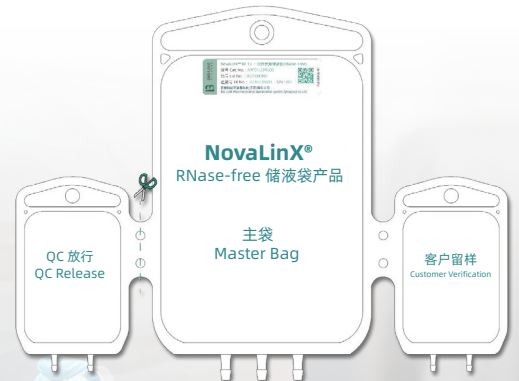 NovaLinX®
RNase-free 储液袋产品
主袋
Master Bag
QC 放行
QC Release
客户留样
Customer Verification